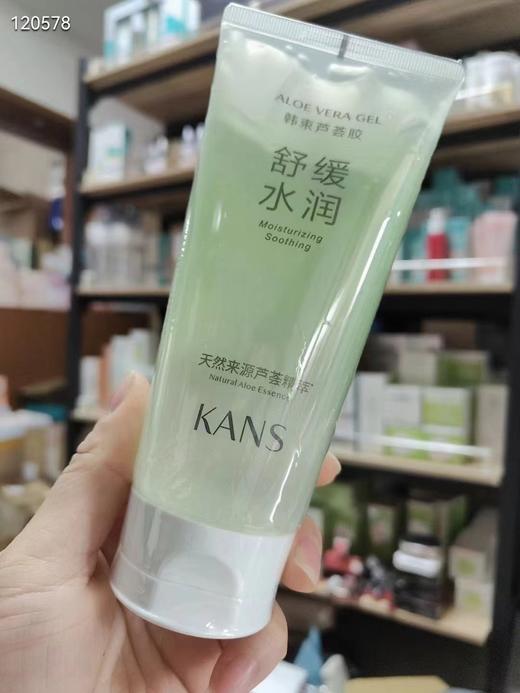 120578
ALOE VERA GEL
韩束芦荟胶
舒缓
水润
Moisturizing
Soothing
天然来源芦荟精萃
Natural Aloe Essence
KANS